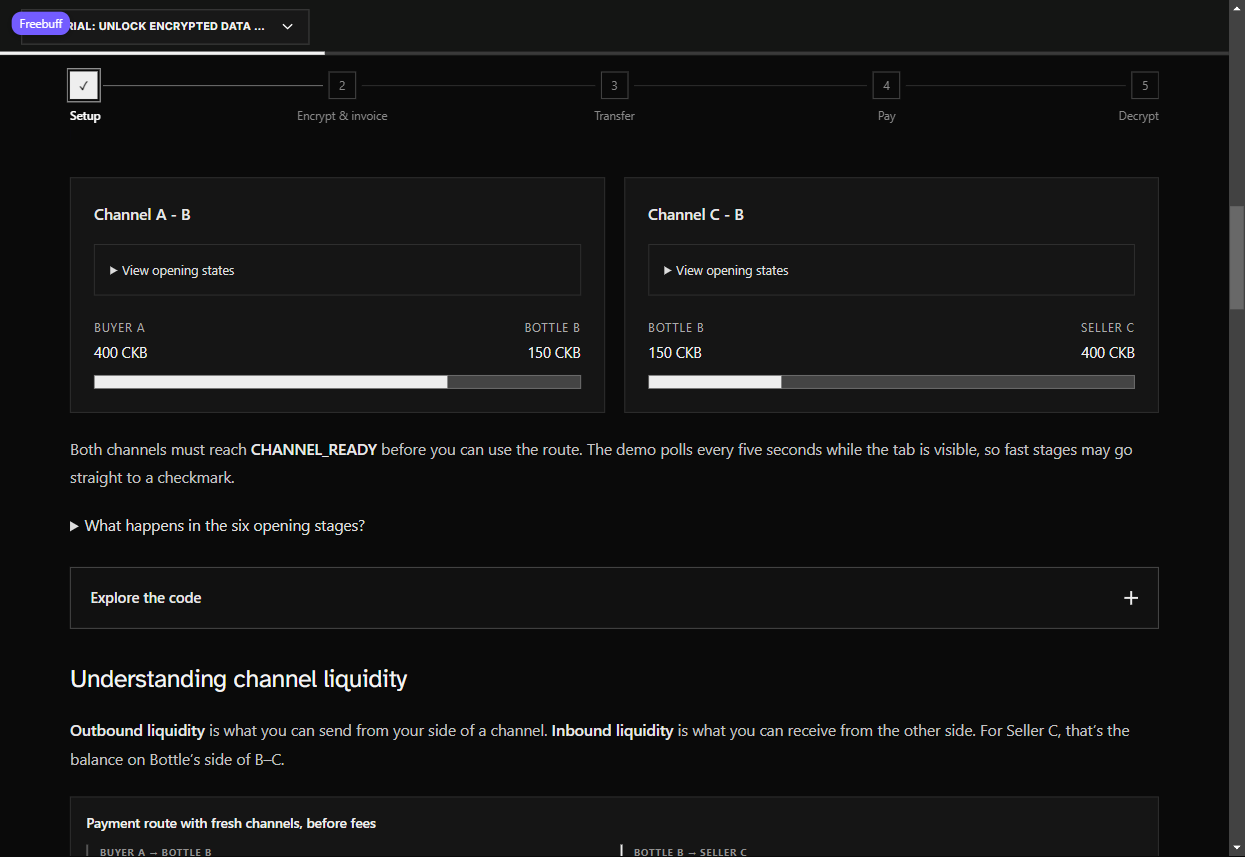 Freebuff
RIAL: UNLOCK ENCRYPTED DATA ...
✓
2
3
4
5
Setup
Encrypt & invoice
Transfer
Pay
Decrypt
Channel A - B
▶ View opening states
BUYER A
BOTTLE B
400 CKB
150 CKB
Channel C - B
▶ View opening states
BOTTLE B
SELLER C
150 CKB
400 CKB
Both channels must reach CHANNEL_READY before you can use the route. The demo polls every five seconds while the tab is visible, so fast stages may go
straight to a checkmark.
▶ What happens in the six opening stages?
Explore the code
+
Understanding channel liquidity
Outbound liquidity is what you can send from your side of a channel. Inbound liquidity is what you can receive from the other side. For Seller C, that’s the
balance on Bottle’s side of B–C.
Payment route with fresh channels, before fees
BUYER A → BOTTLE B
BOTTLE B → SELLER C